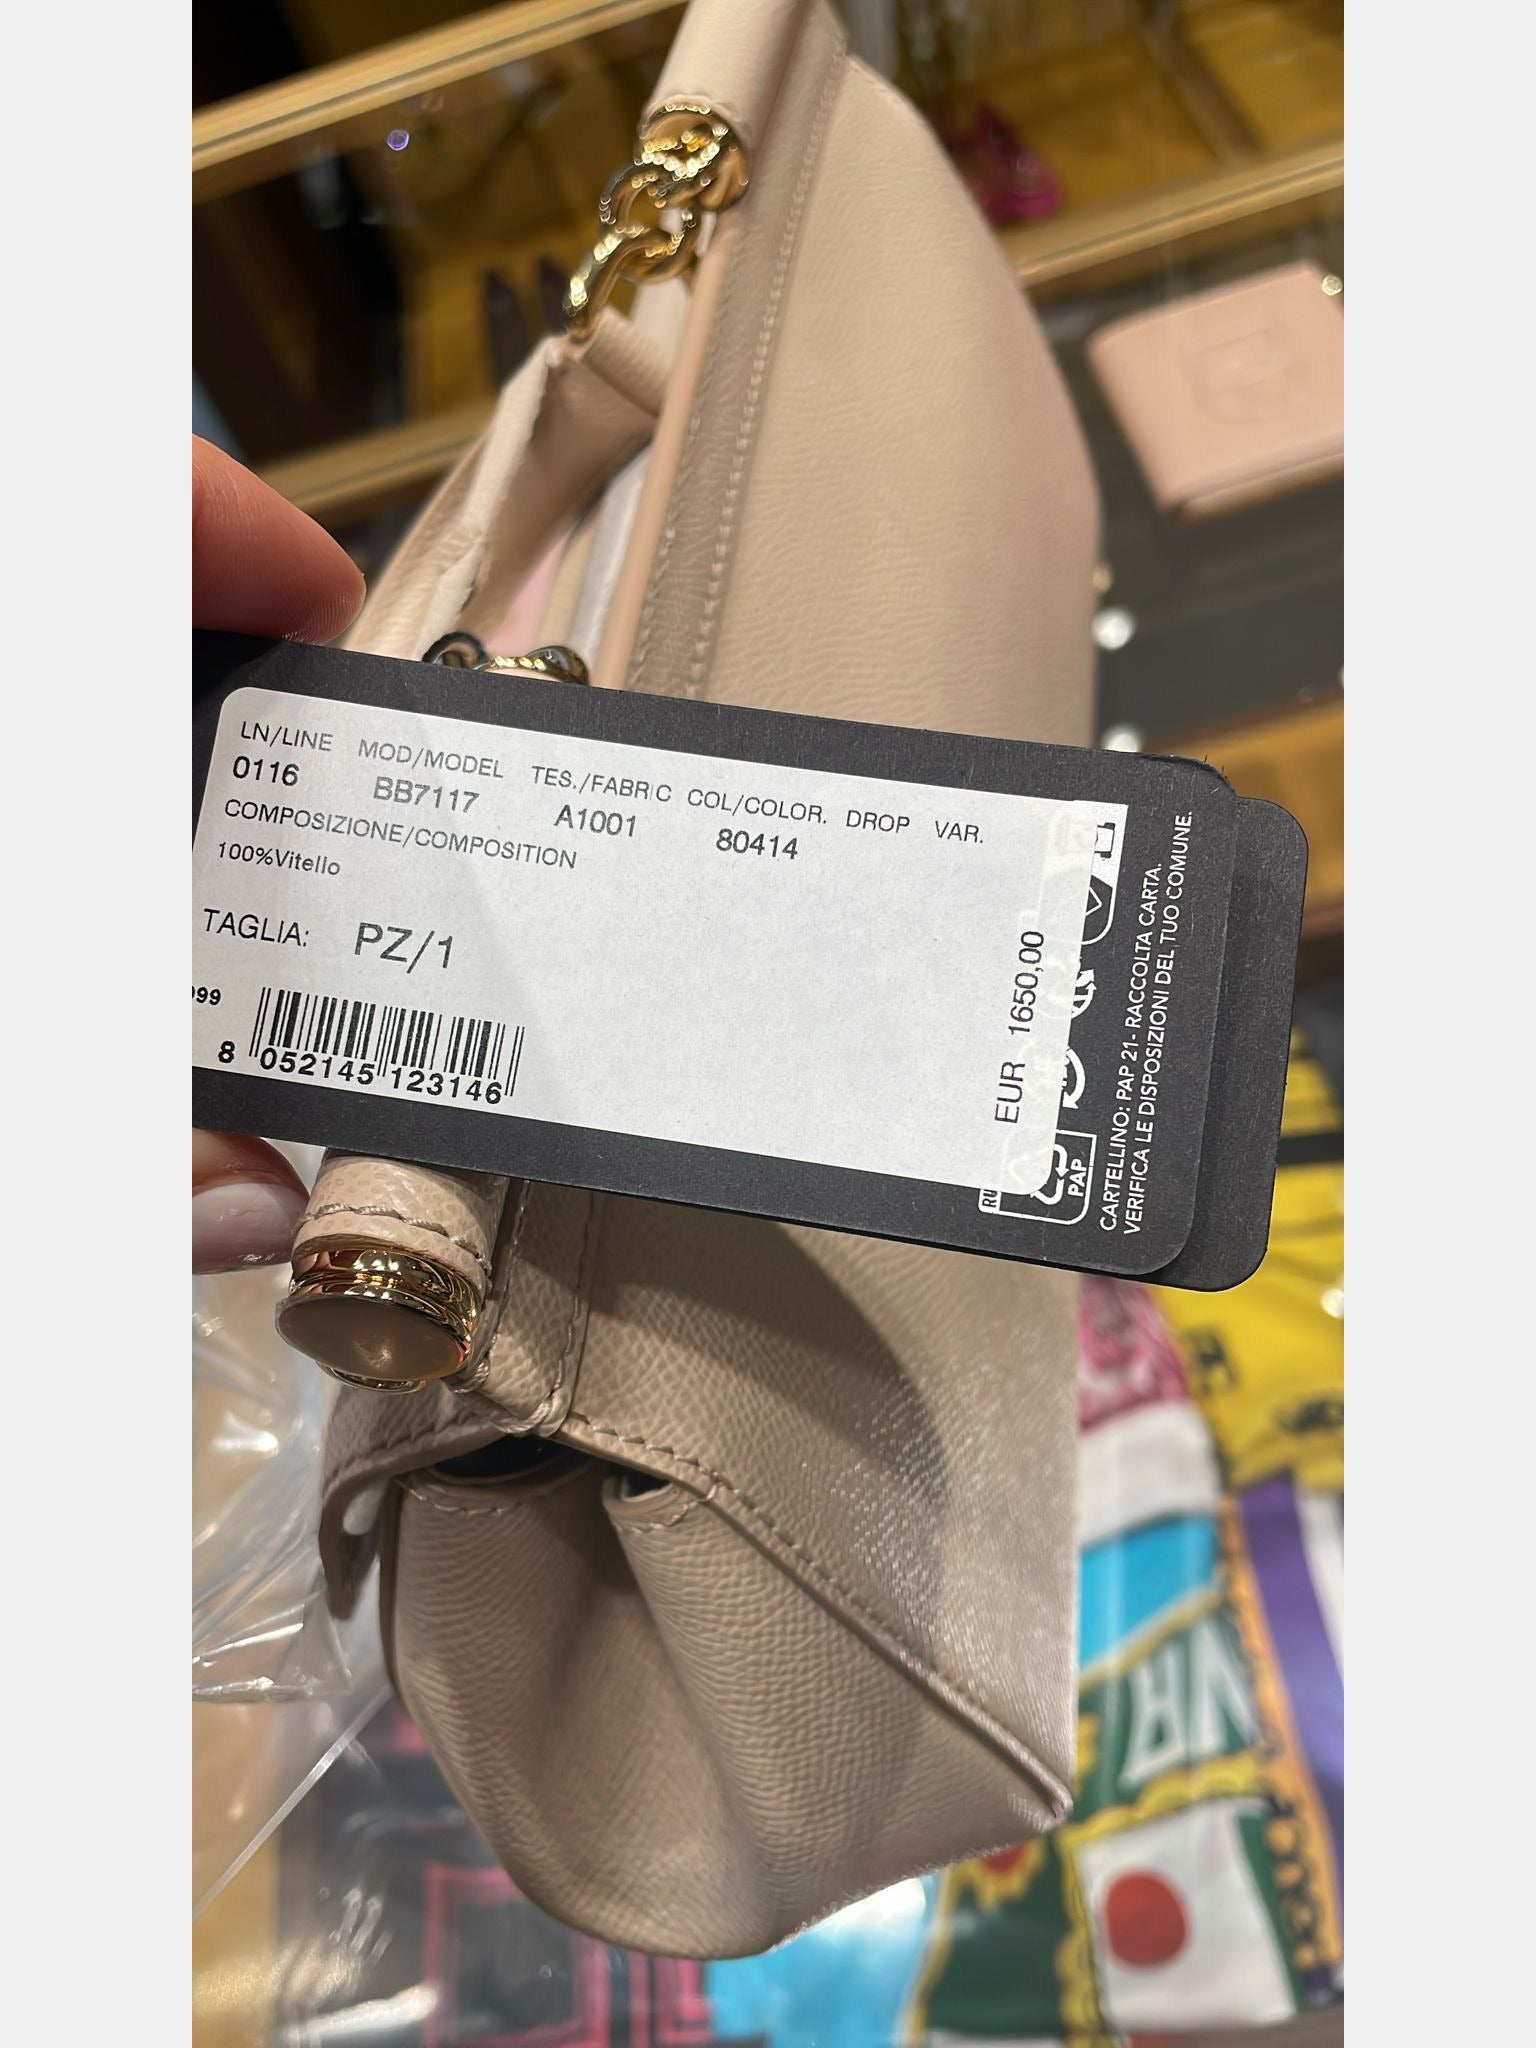 LN/LINE MOD/MODEL TES./FABRIC COL/COLOR. DROP VAR.
0116 BB7117 A1001 80414
COMPOSIZIONE/COMPOSITION
100%Vitello
TAGLIA: PZ/1
99
8 052145 123146
EUR 1650,00
PAP
CARTELLINO: PAP 21- RACCOLTA CARTA.
VERIFICA LE DISPOSIZIONI DEL TUO COMUNE.